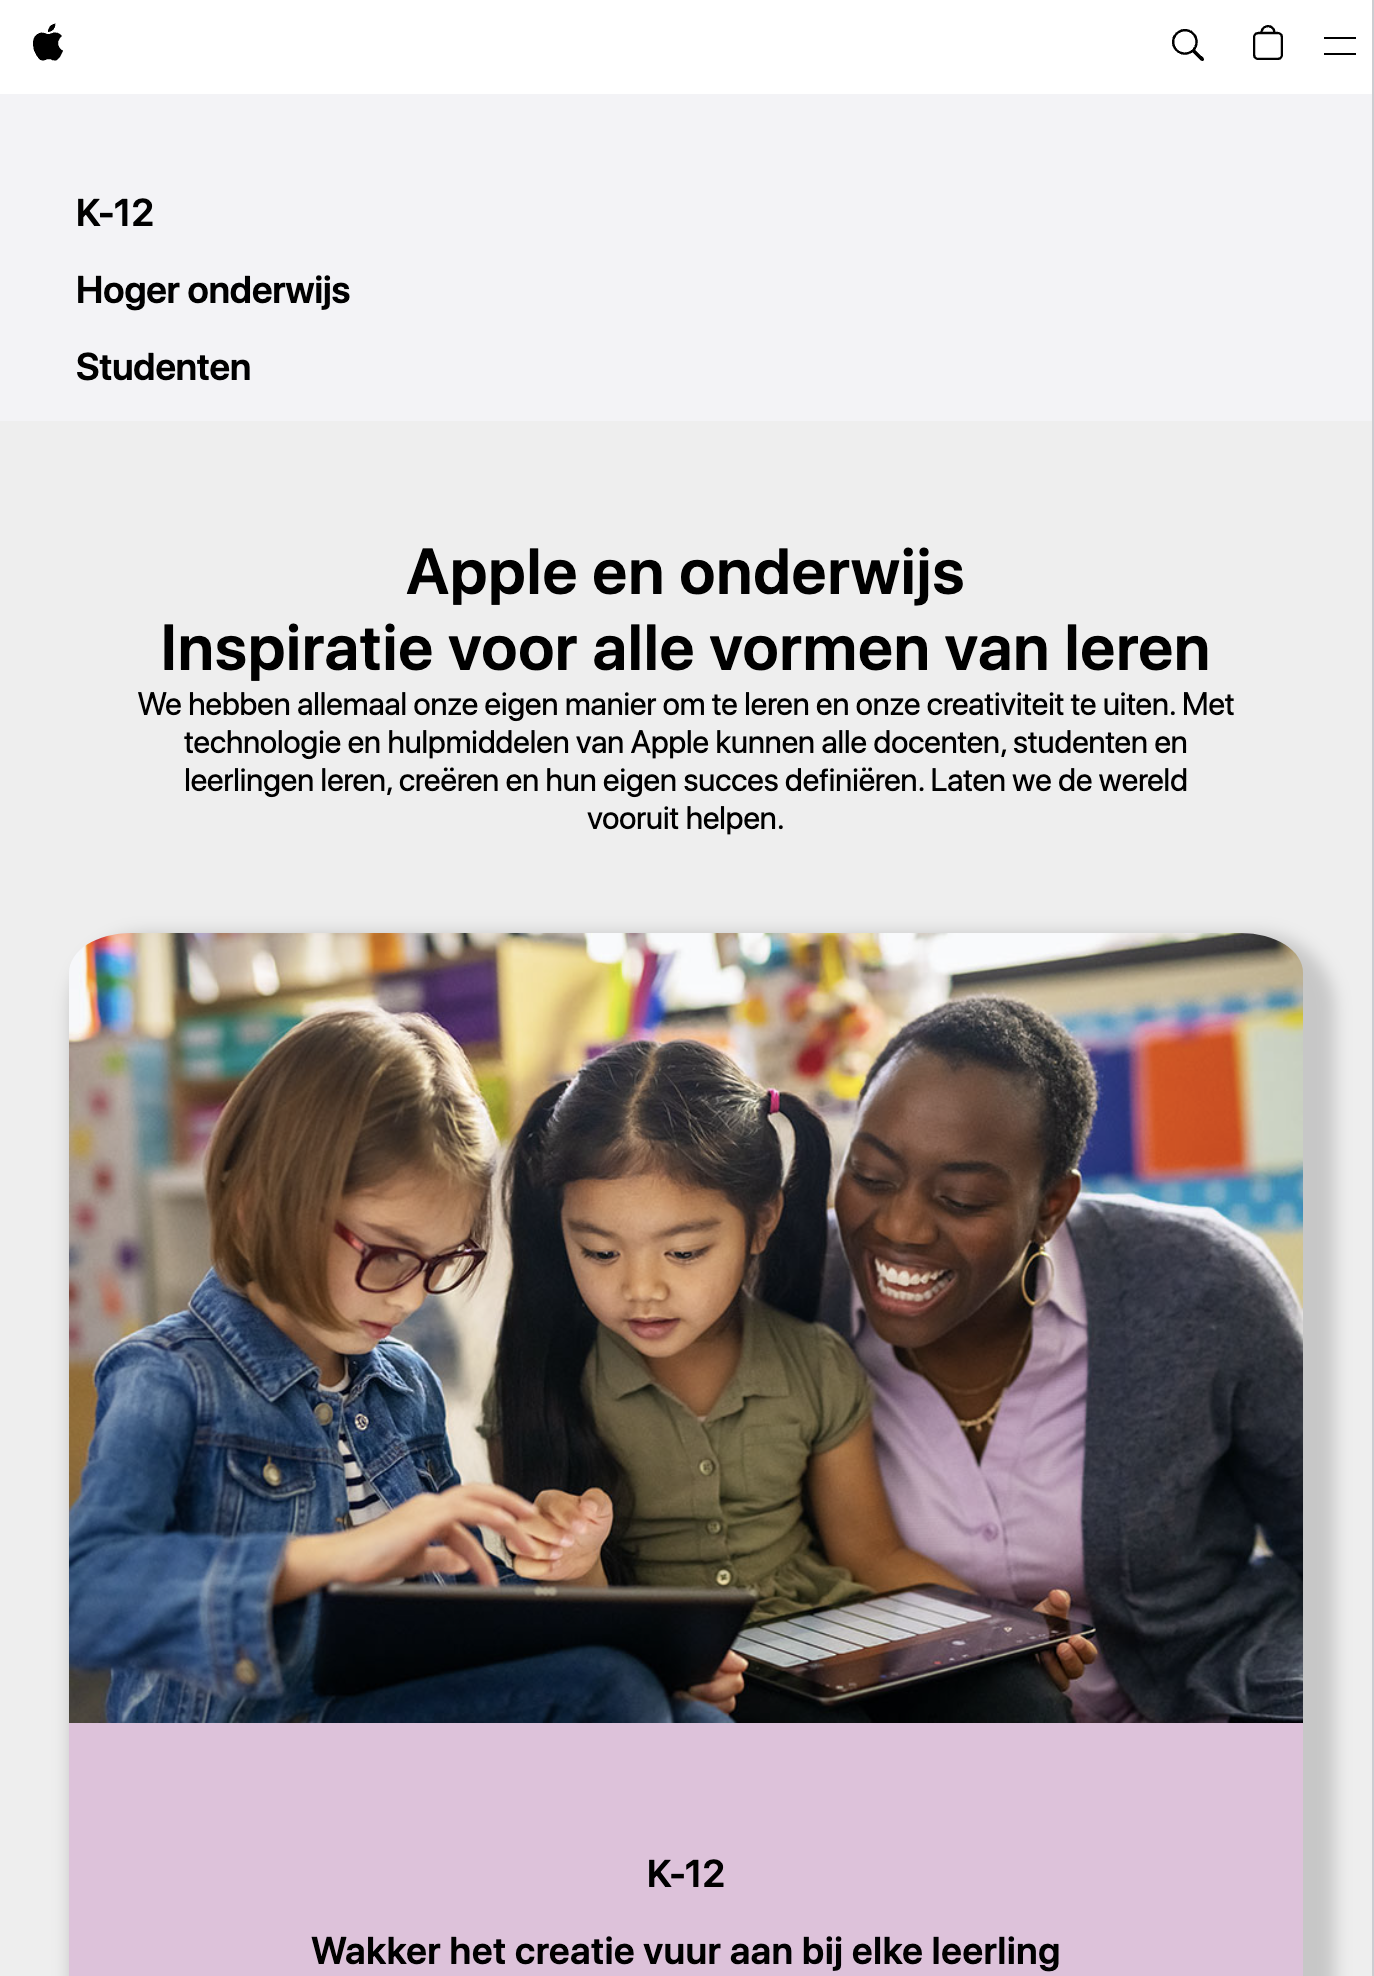 K-12
Hoger onderwijs
Studenten
Apple en onderwijs
Inspiratie voor alle vormen van leren
We hebben allemaal onze eigen manier om te leren en onze creativiteit te uiten. Met
technologie en hulpmiddelen van Apple kunnen alle docenten, studenten en
leerlingen leren, creëren en hun eigen succes definiëren. Laten we de wereld
vooruit helpen.
K-12
Wakker het creatie vuur aan bij elke leerling